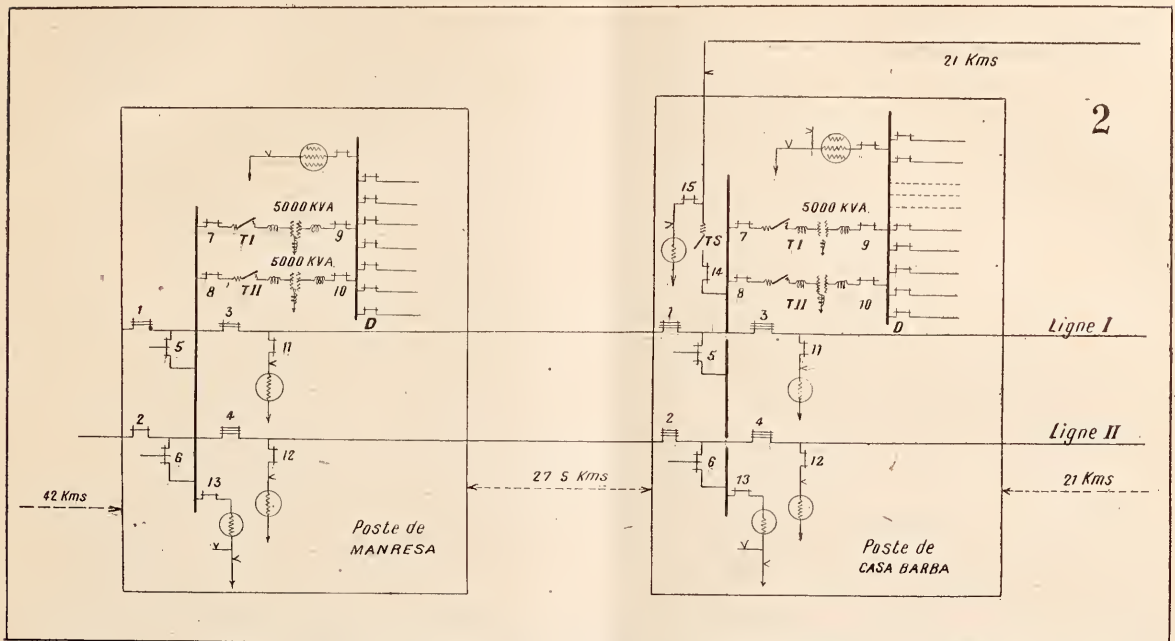 21 Kms
2
5000 KVA
7
TI
9
5000 KVA
8
TII
10
D
1
3
5
11
2
4
6
12
13
42 Kms
Poste de
MANRESA
27 5 Kms
15
TS
14
5000 KVA
7
TI
9
8
TII
10
D
1
3
5
11
2
4
6
12
13
Ligne I
Ligne II
21 Kms
Poste de
CASA BARBA